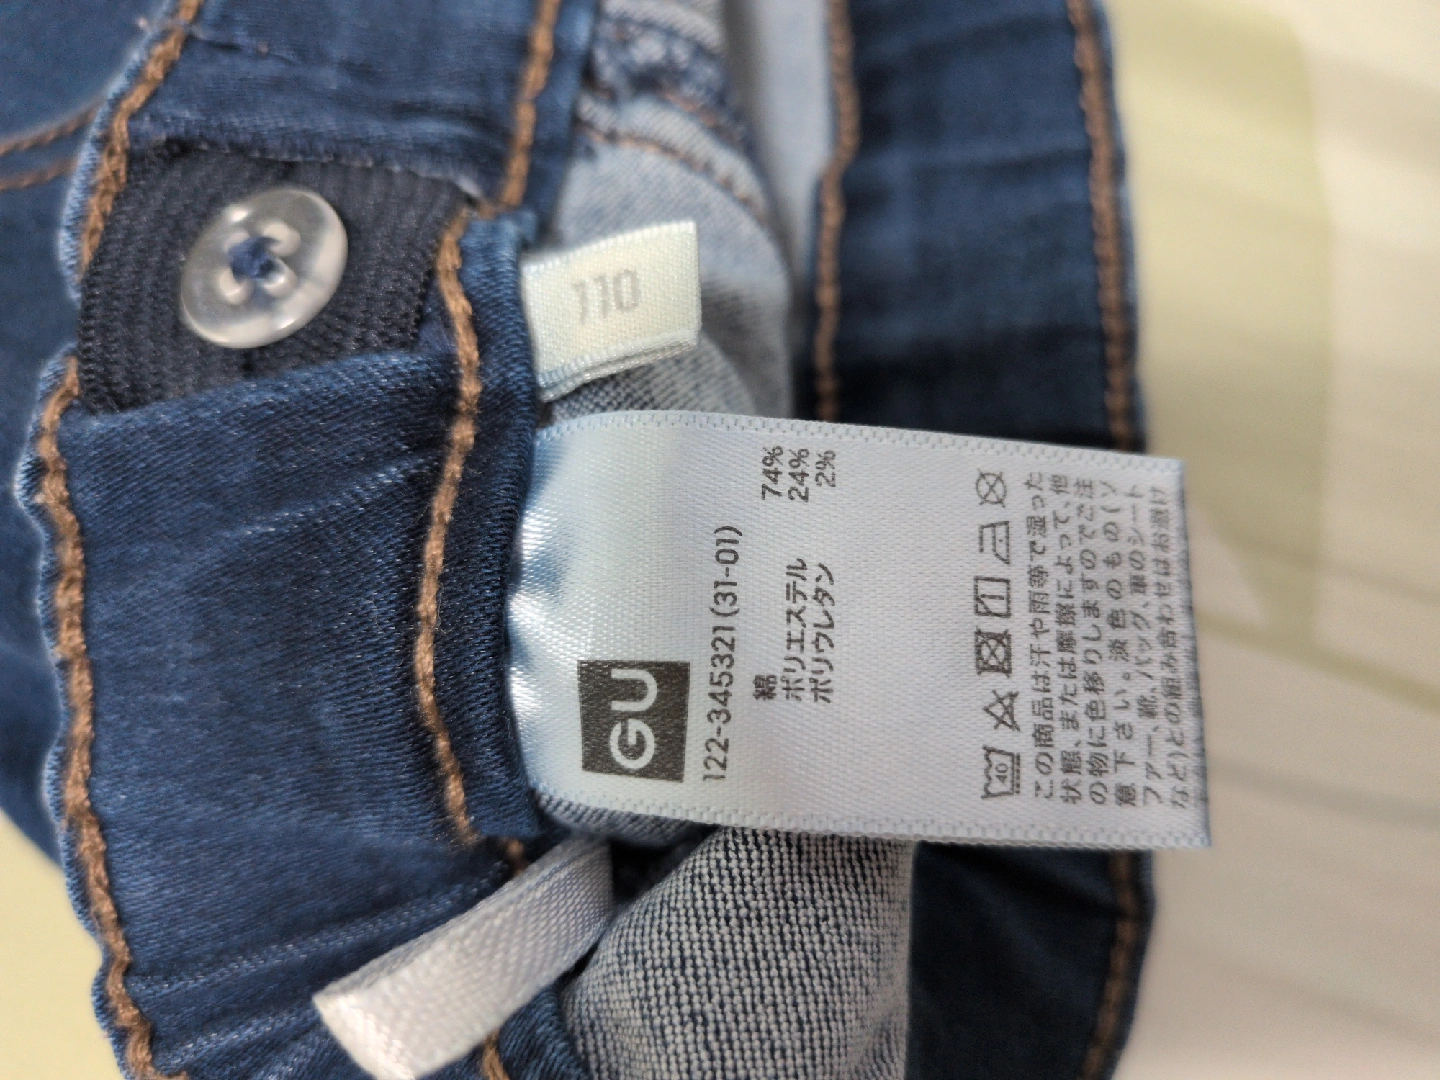 110
GU
122-345321(31-01)
綿 74%
ポリエステル 24%
ポリウレタン 2%
40
この商品は汗や雨等で湿った
状態、または摩擦によって、他
の物に色移りしますのでご注
意下さい。淡色のもの(ソ
ファー、靴、バッグ、車のシート
など)との組み合わせはお避け